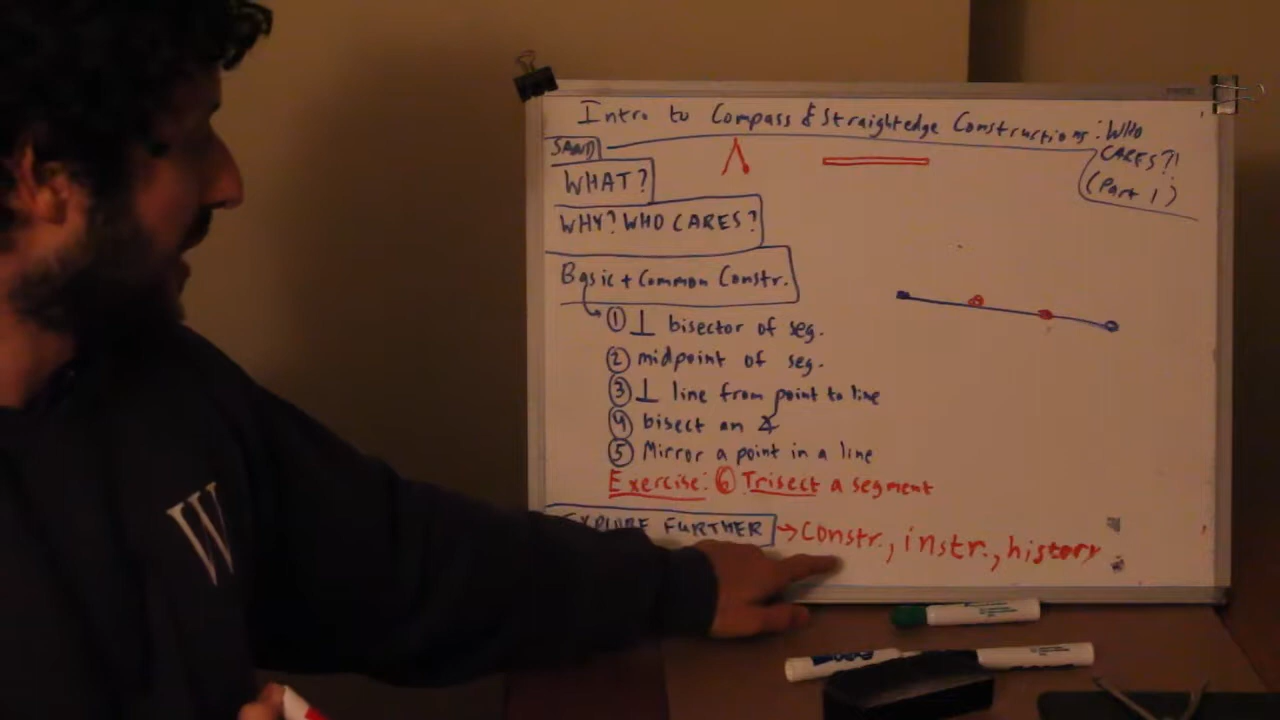 Intro to Compass & Straightedge Constructions: WHO
CARES?!
(Part 1)
SAND
WHAT?
WHY? WHO CARES?
Basic + Common Constr.
① ⊥ bisector of seg.
② midpoint of seg.
③ ⊥ line from point to line
④ bisect an ∡
⑤ Mirror a point in a line
Exercise: ⑥ Trisect a segment
EXPLORE FURTHER → Constr., instr., history
W